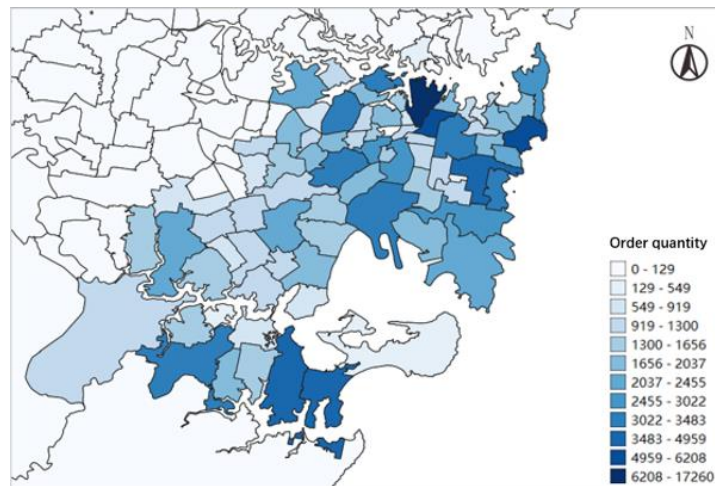 N
Order quantity
0 - 129
129 - 549
549 - 919
919 - 1300
1300 - 1656
1656 - 2037
2037 - 2455
2455 - 3022
3022 - 3483
3483 - 4959
4959 - 6208
6208 - 17260